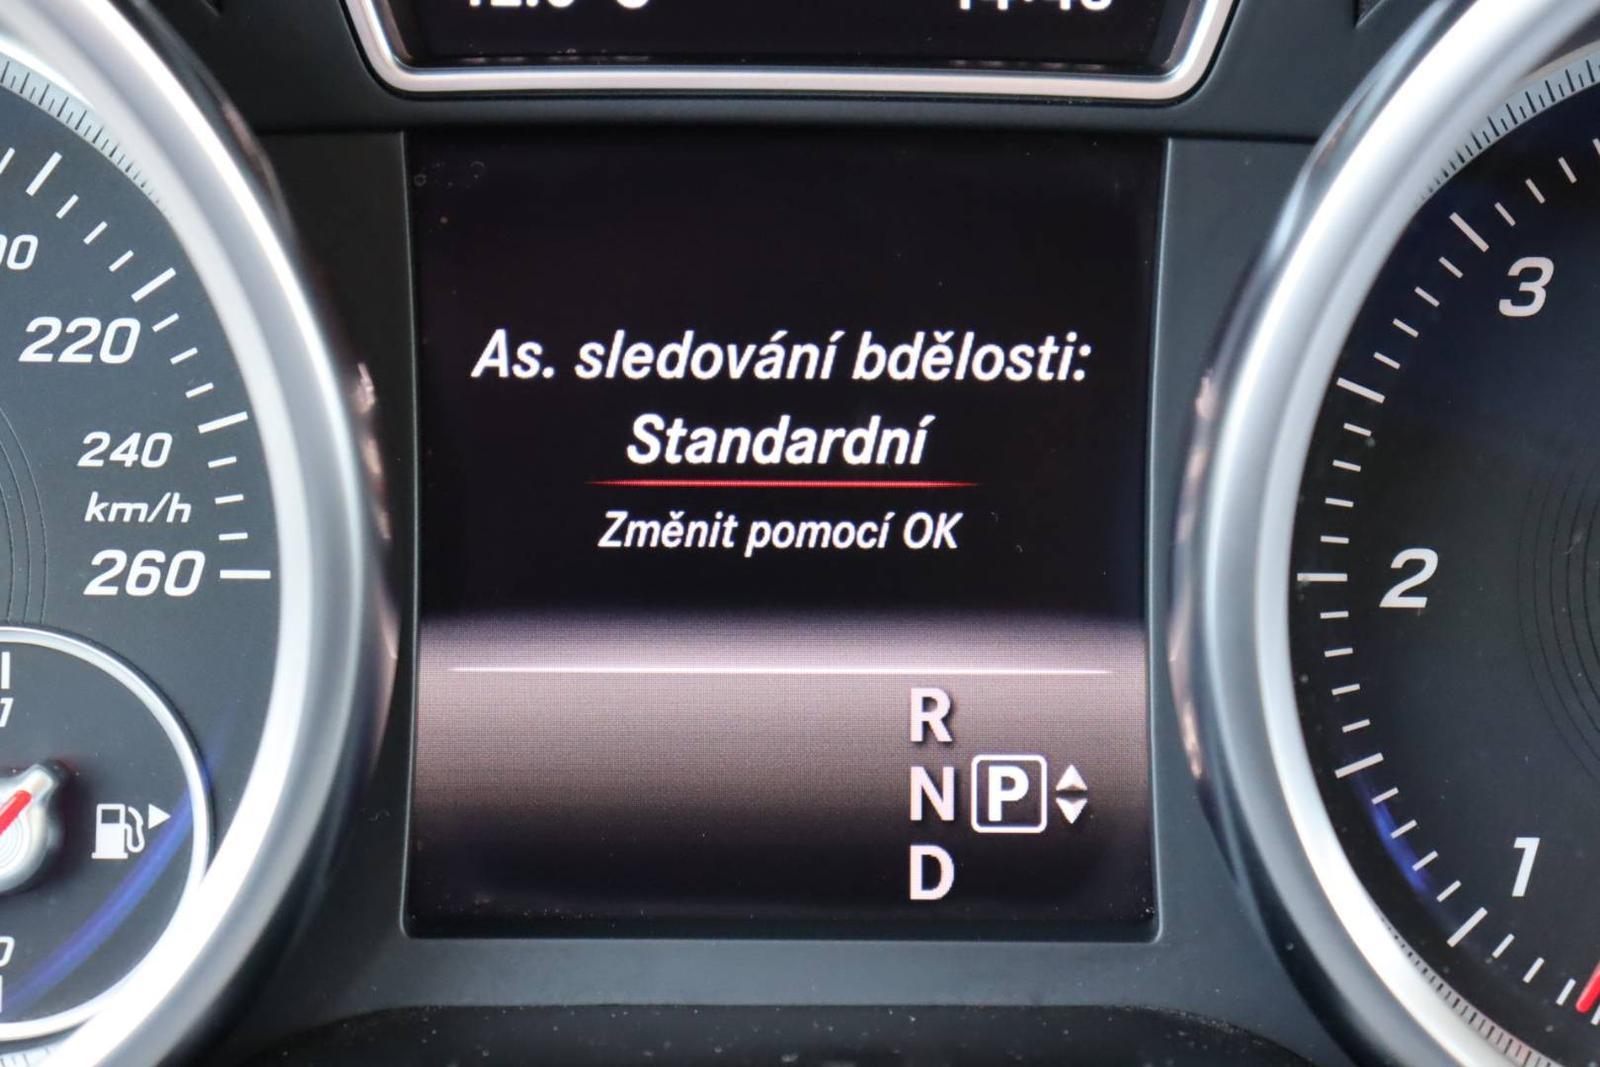 As. sledování bdělosti:
Standardní
Změnit pomocí OK
R
N P
D
220
240
km/h
260
3
2
1